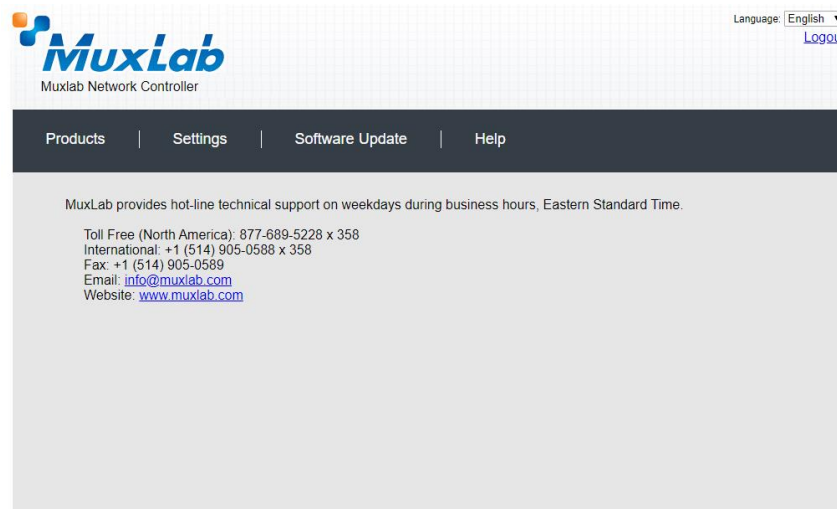 Language: English
Logou
MuxLab
Muxlab Network Controller
Products | Settings | Software Update | Help
MuxLab provides hot-line technical support on weekdays during business hours, Eastern Standard Time.
Toll Free (North America): 877-689-5228 x 358
International: +1 (514) 905-0588 x 358
Fax: +1 (514) 905-0589
Email: info@muxlab.com
Website: www.muxlab.com